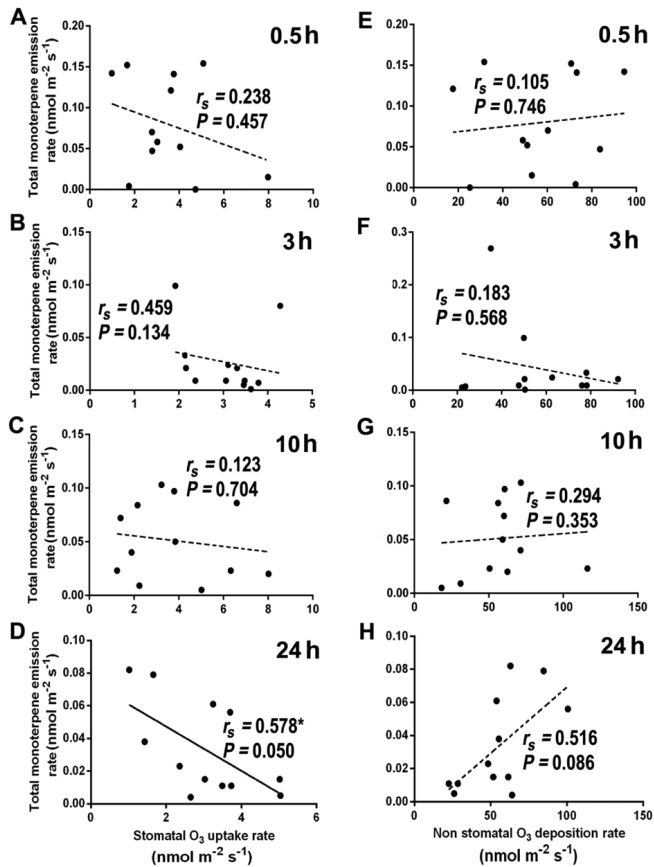 A
0.5 h
Total monoterpene emission
rate (nmol m⁻² s⁻¹)
0.20
0.15
0.10
0.05
0.00
rs = 0.238
P = 0.457
0 2 4 6 8 10
E
0.5 h
0.20
0.15
0.10
0.05
0.00
rs = 0.105
P = 0.746
0 20 40 60 80 100
B
3 h
Total monoterpene emission
rate (nmol m⁻² s⁻¹)
0.15
0.10
0.05
0.00
rs = 0.459
P = 0.134
0 1 2 3 4 5
F
3 h
0.3
0.2
0.1
0.0
rs = 0.183
P = 0.568
0 20 40 60 80 100
C
10 h
Total monoterpene emission
rate (nmol m⁻² s⁻¹)
0.15
0.10
0.05
0.00
rs = 0.123
P = 0.704
0 2 4 6 8 10
G
10 h
0.15
0.10
0.05
0.00
rs = 0.294
P = 0.353
0 50 100 150
D
24 h
Total monoterpene emission
rate (nmol m⁻² s⁻¹)
0.10
0.08
0.06
0.04
0.02
0.00
rs = 0.578*
P = 0.050
0 2 4 6
Stomatal O₃ uptake rate
(nmol m⁻² s⁻¹)
H
24 h
0.10
0.08
0.06
0.04
0.02
0.00
rs = 0.516
P = 0.086
0 50 100 150
Non stomatal O₃ deposition rate
(nmol m⁻² s⁻¹)